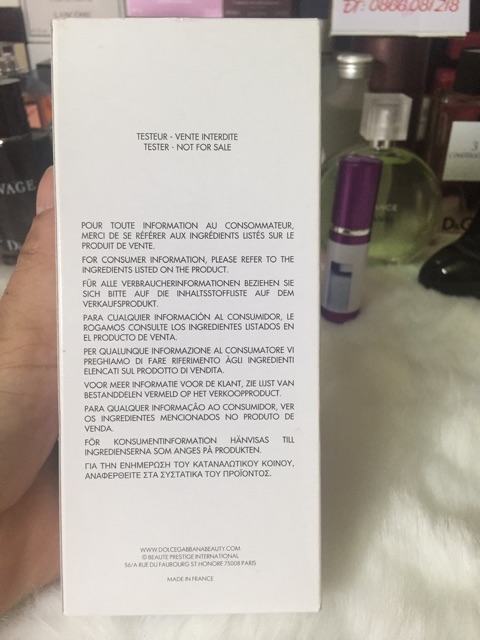 LANCÔME
ĐT: 0868.081.218
TESTEUR - VENTE INTERDITE
TESTER - NOT FOR SALE
POUR TOUTE INFORMATION AU CONSOMMATEUR,
MERCI DE SE RÉFÉRER AUX INGRÉDIENTS LISTÉS SUR LE
PRODUIT DE VENTE.
FOR CONSUMER INFORMATION, PLEASE REFER TO THE
INGREDIENTS LISTED ON THE PRODUCT.
FÜR ALLE VERBRAUCHERINFORMATIONEN BEZIEHEN SIE
SICH BITTE AUF DIE INHALTSSTOFFLISTE AUF DEM
VERKAUFSPRODUKT.
PARA CUALQUIER INFORMACIÓN AL CONSUMIDOR, LE
ROGAMOS CONSULTE LOS INGREDIENTES LISTADOS EN
EL PRODUCTO DE VENTA.
PER QUALUNQUE INFORMAZIONE AL CONSUMATORE VI
PREGHIAMO DI FARE RIFERIMENTO ÀGLI INGREDIENTI
ELENCATI SUL PRODOTTO DI VENDITA.
VOOR MEER INFORMATIE VOOR DE KLANT, ZIE LIJST VAN
BESTANDDELEN VERMELD OP HET VERKOOPPRODUCT.
PARA QUALQUER INFORMAÇÃO AO CONSUMIDOR, VER
OS INGREDIENTES MENCIONADOS NO PRODUTO DE
VENDA.
FÖR KONSUMENTINFORMATION HÄNVISAS TILL
INGREDIENSERNA SOM ANGES PÅ PRODUKTEN.
ΓΙΑ ΤΗΝ ΕΝΗΜΕΡΩΣΗ ΤΟΥ ΚΑΤΑΝΑΛΩΤΙΚΟΥ ΚΟΙΝΟΥ,
ΑΝΑΦΕΡΘΕΙΤΕ ΣΤΑ ΣΥΣΤΑΤΙΚΑ ΤΟΥ ΠΡΟΪΟΝΤΟΣ.
WWW.DOLCEGABBANABEAUTY.COM
© BEAUTE PRESTIGE INTERNATIONAL
56/A RUE DU FAUBOURG ST HONORE 75008 PARIS
MADE IN FRANCE
VAGE
3